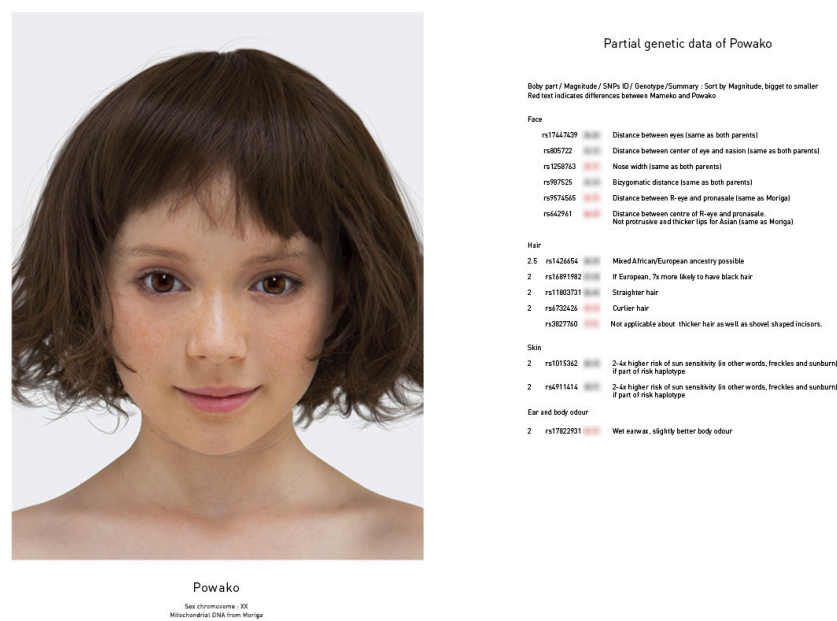 Partial genetic data of Powako
Boby part / Magnitude / SNPs ID / Genotype /Summary : Sort by Magnitude, bigget to smaller
Red text indicates differences between Mameko and Powako
Face
rs17447439 Distance between eyes (same as both parents)
rs805722 Distance between center of eye and nasion (same as both parents)
rs1258763 Nose width (same as both parents)
rs987525 Bizygomatic distance (same as both parents)
rs9574565 Distance between R-eye and pronasale (same as Moriga)
rs642961 Distance between centre of R-eye and pronasale.
Not protrusive and thicker lips for Asian (same as Moriga)
Hair
2.5 rs1426654 Mixed African/European ancestry possible
2 rs16891982 If European, 7x more likely to have black hair
2 rs11803731 Straighter hair
2 rs6732426 Curlier hair
rs3827760 Not applicable about thicker hair as well as shovel shaped incisors.
Skin
2 rs1015362 2-4x higher risk of sun sensitivity (in other words, freckles and sunburn)
if part of risk haplotype
2 rs4911414 2-4x higher risk of sun sensitivity (in other words, freckles and sunburn)
if part of risk haplotype
Ear and body odour
2 rs17822931 Wet earwax, slightly better body odour
Powako
Sex chromosome : XX
Mitochondrial DNA from Moriga